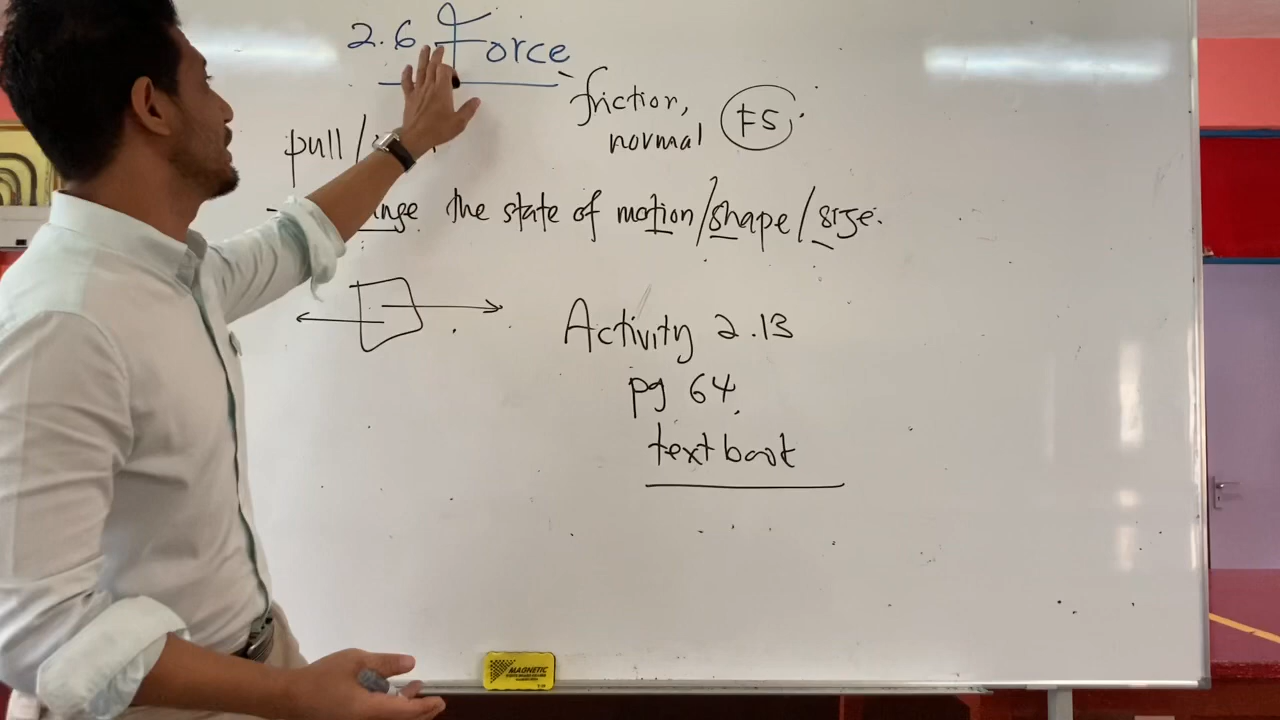 2.6 Force
friction,
normal F5
pull/
the state of motion/shape/size.
Activity 2.13
pg 64
textbook
MAGNETIC